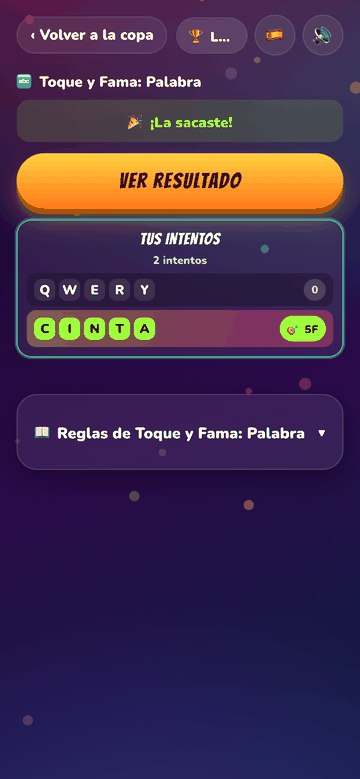 ‹ Volver a la copa
🏆 L...
Toque y Fama: Palabra
🎉 ¡La sacaste!
VER RESULTADO
TUS INTENTOS
2 intentos
Q W E R Y 0
C I N T A 🎯 5F
📖 Reglas de Toque y Fama: Palabra ▼